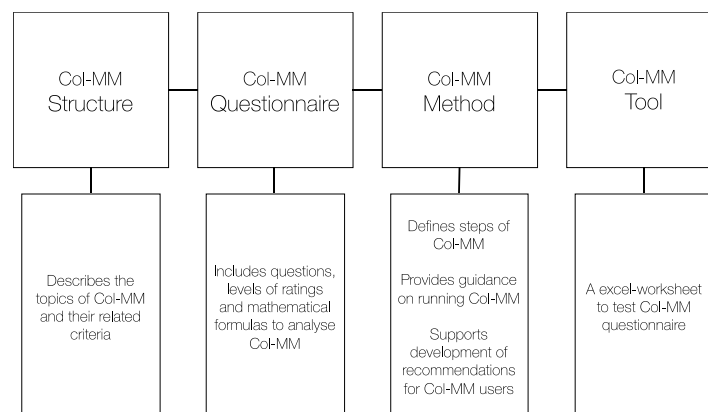 Col-MM
Structure
Col-MM
Questionnaire
Col-MM
Method
Col-MM
Tool
Describes the
topics of Col-MM
and their related
criteria
Includes questions,
levels of ratings
and mathematical
formulas to analyse
Col-MM
Defines steps of
Col-MM
Provides guidance
on running Col-MM
Supports
development of
recommendations
for Col-MM users
A excel-worksheet
to test Col-MM
questionnaire